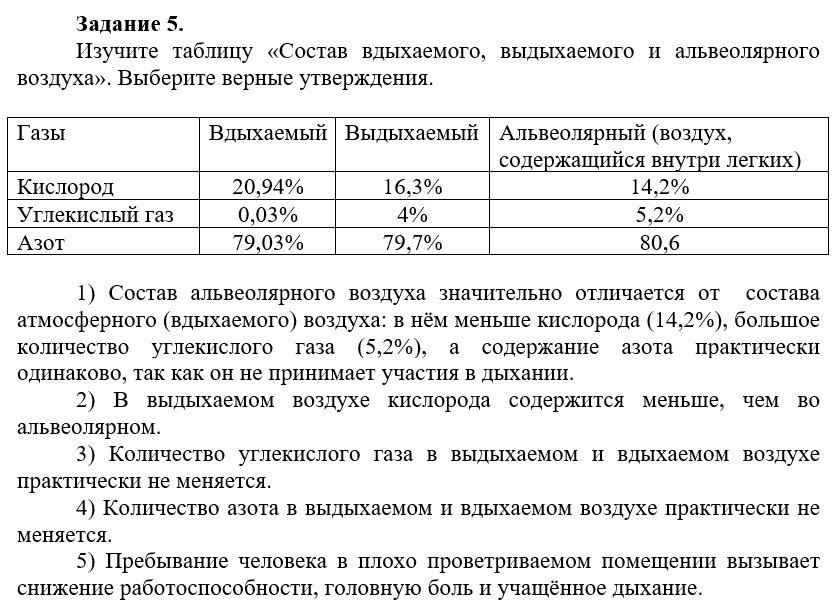 Задание 5.
Изучите таблицу «Состав вдыхаемого, выдыхаемого и альвеолярного
воздуха». Выберите верные утверждения.
Газы Вдыхаемый Выдыхаемый Альвеолярный (воздух,
содержащийся внутри легких)
Кислород 20,94% 16,3% 14,2%
Углекислый газ 0,03% 4% 5,2%
Азот 79,03% 79,7% 80,6
1) Состав альвеолярного воздуха значительно отличается от состава
атмосферного (вдыхаемого) воздуха: в нём меньше кислорода (14,2%), большое
количество углекислого газа (5,2%), а содержание азота практически
одинаково, так как он не принимает участия в дыхании.
2) В выдыхаемом воздухе кислорода содержится меньше, чем во
альвеолярном.
3) Количество углекислого газа в выдыхаемом и вдыхаемом воздухе
практически не меняется.
4) Количество азота в выдыхаемом и вдыхаемом воздухе практически не
меняется.
5) Пребывание человека в плохо проветриваемом помещении вызывает
снижение работоспособности, головную боль и учащённое дыхание.